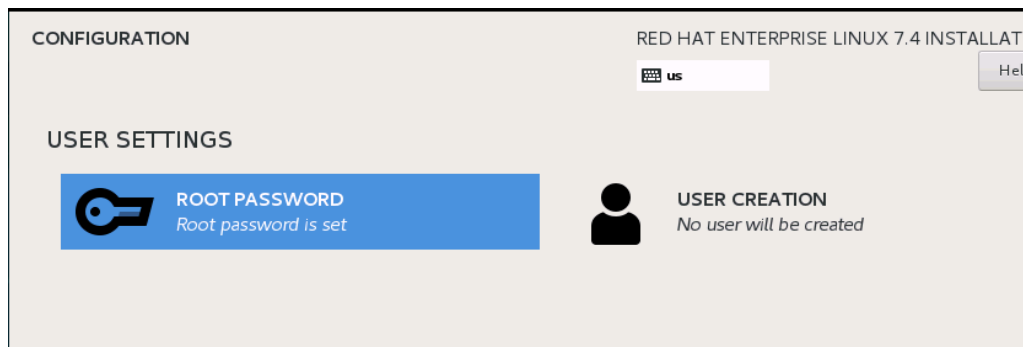 CONFIGURATION
RED HAT ENTERPRISE LINUX 7.4 INSTALLAT
us
Hel
USER SETTINGS
ROOT PASSWORD
Root password is set
USER CREATION
No user will be created